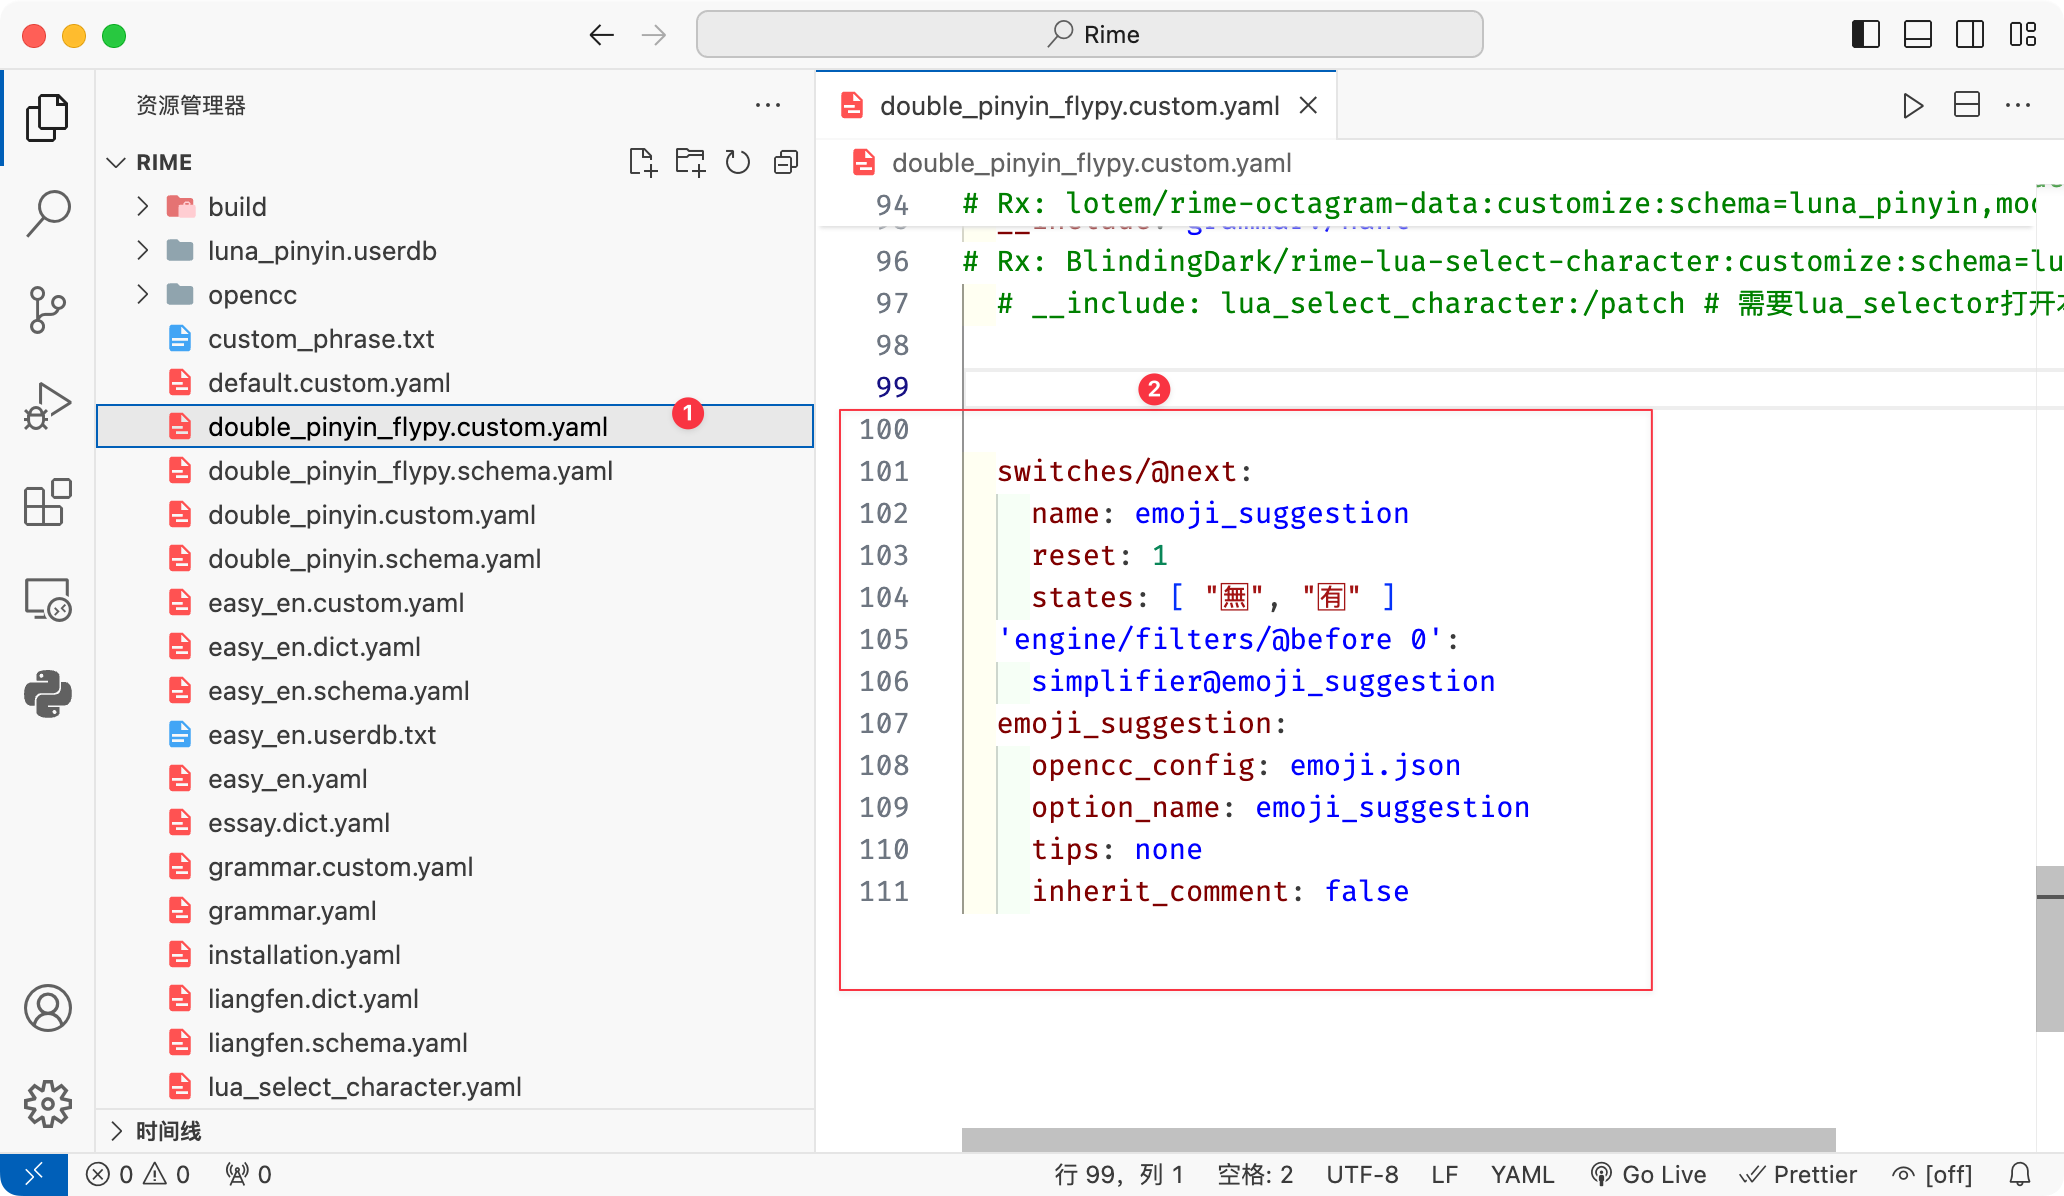 Rime
资源管理器
double_pinyin_flypy.custom.yaml
RIME
double_pinyin_flypy.custom.yaml
build
luna_pinyin.userdb
opencc
custom_phrase.txt
default.custom.yaml
double_pinyin_flypy.custom.yaml
1
double_pinyin_flypy.schema.yaml
double_pinyin.custom.yaml
double_pinyin.schema.yaml
easy_en.custom.yaml
easy_en.dict.yaml
easy_en.schema.yaml
easy_en.userdb.txt
easy_en.yaml
essay.dict.yaml
grammar.custom.yaml
grammar.yaml
installation.yaml
liangfen.dict.yaml
liangfen.schema.yaml
lua_select_character.yaml
时间线
94 # Rx: lotem/rime-octagram-data:customize:schema=luna_pinyin,mod
96 # Rx: BlindingDark/rime-lua-select-character:customize:schema=lu
97 # __include: lua_select_character:/patch # 需要lua_selector打开
98
99
2
100
101 switches/@next:
102 name: emoji_suggestion
103 reset: 1
104 states: [ "🈚", "🈶" ]
105 'engine/filters/@before 0':
106 simplifier@emoji_suggestion
107 emoji_suggestion:
108 opencc_config: emoji.json
109 option_name: emoji_suggestion
110 tips: none
111 inherit_comment: false
0 0 0
行 99，列 1 空格: 2 UTF-8 LF YAML Go Live Prettier [off]